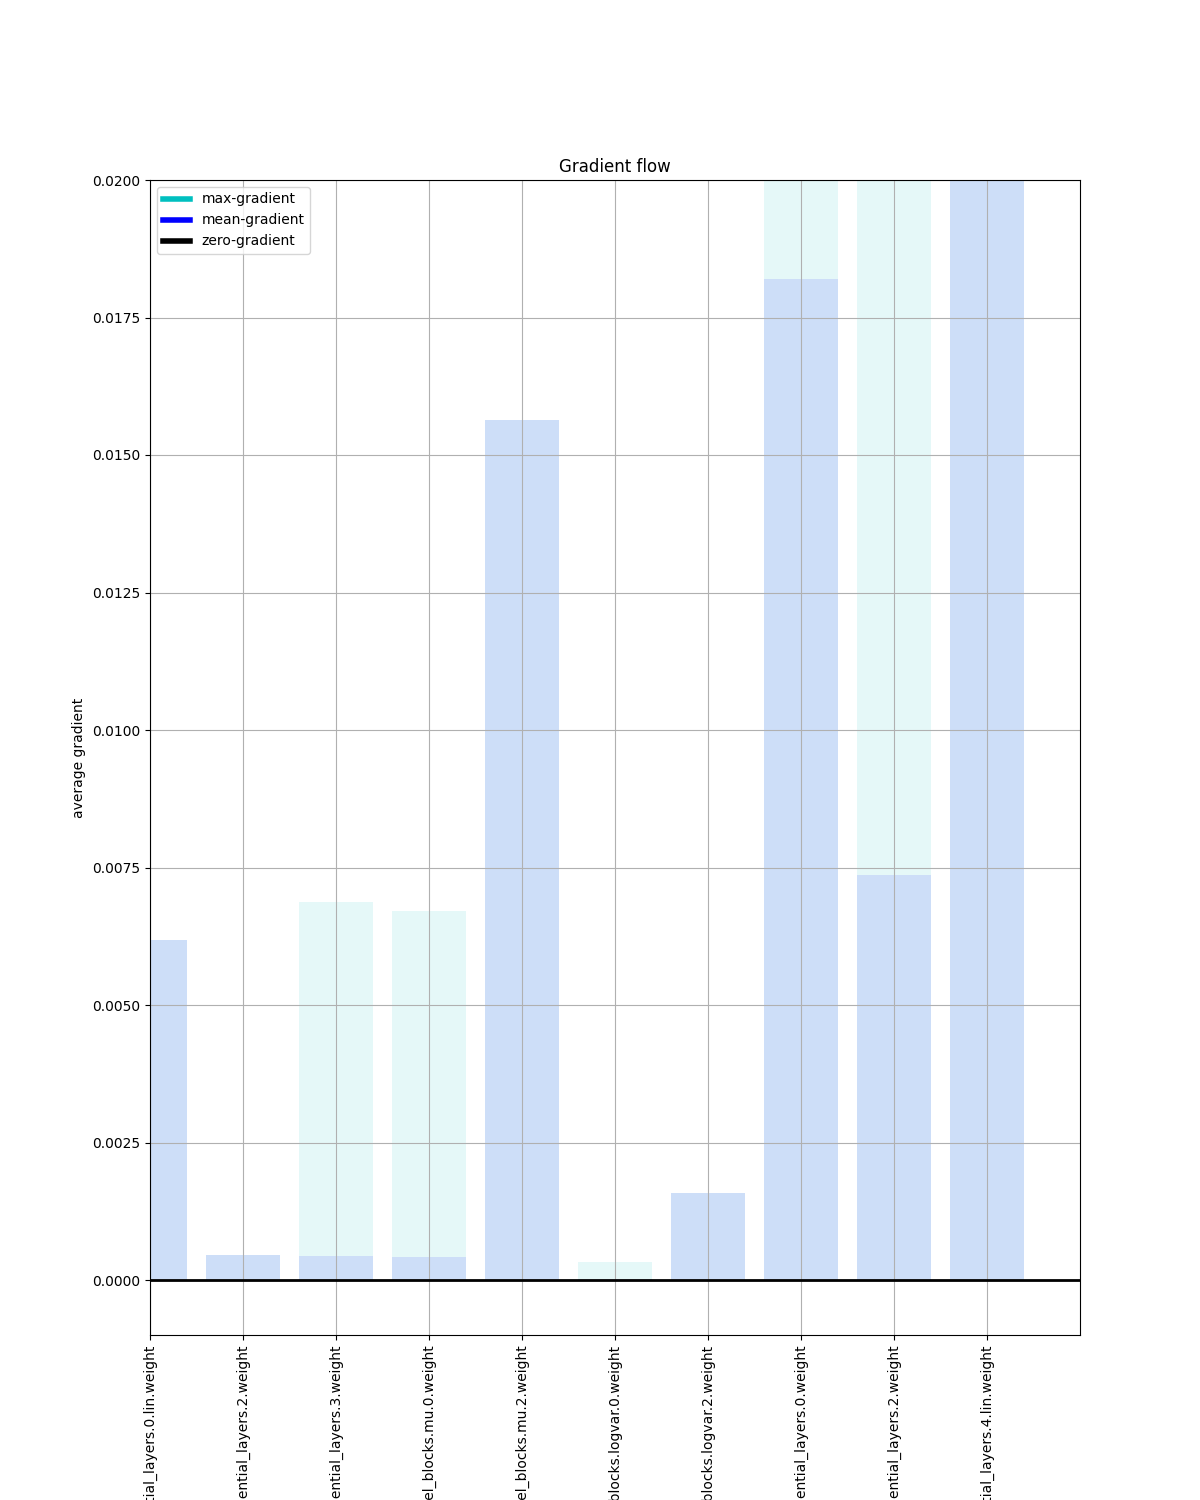 Gradient flow
max-gradient
mean-gradient
zero-gradient
0.0200
0.0175
0.0150
0.0125
0.0100
0.0075
0.0050
0.0025
0.0000
average gradient
tial_layers.0.lin.weight
ential_layers.2.weight
ential_layers.3.weight
el_blocks.mu.0.weight
el_blocks.mu.2.weight
blocks.logvar.0.weight
blocks.logvar.2.weight
ential_layers.0.weight
ential_layers.2.weight
tial_layers.4.lin.weight